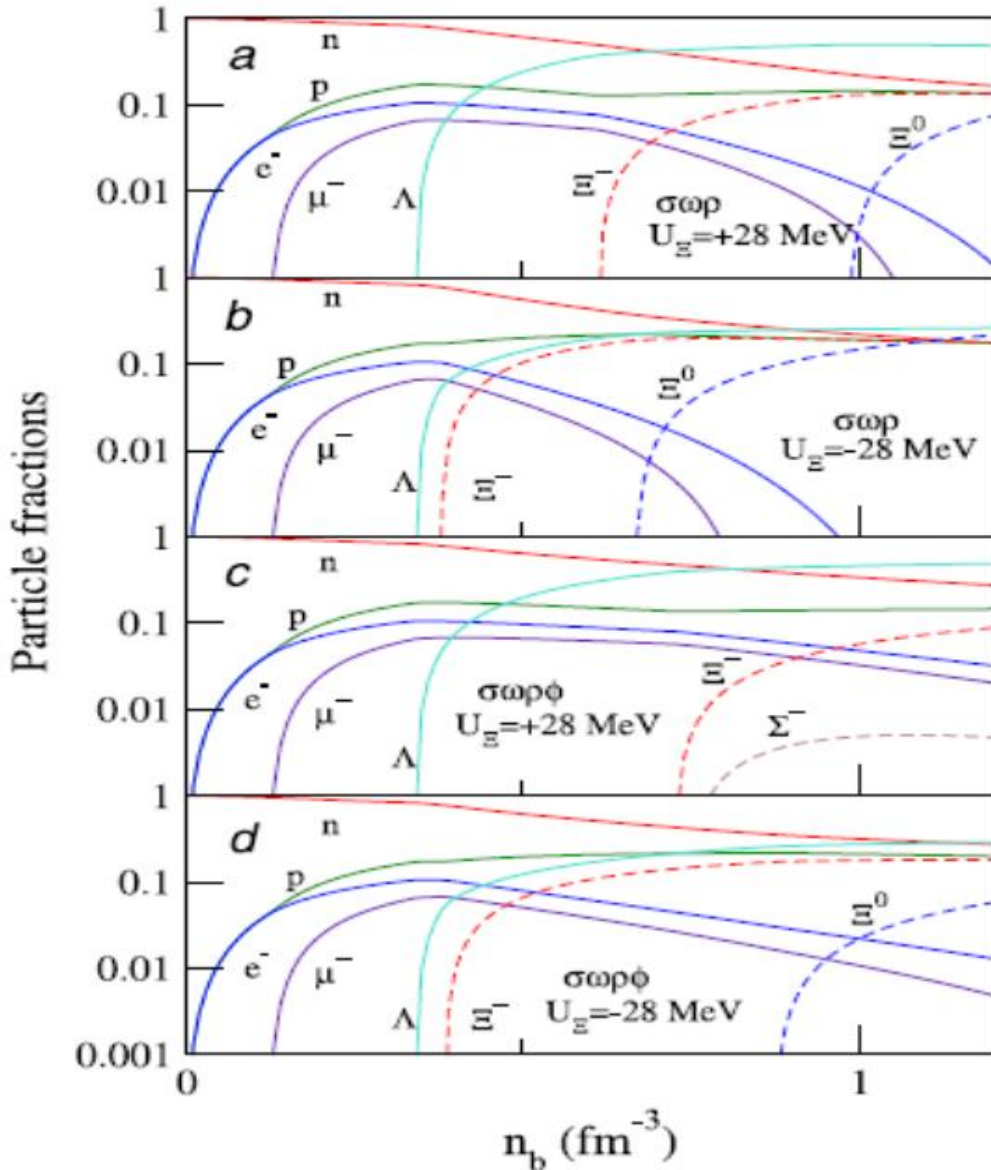 Particle fractions
1
a
n
p
0.1
e⁻
μ⁻
Λ
Ξ⁻
Ξ⁰
0.01
σωρ
U_Ξ=+28 MeV
1
b
n
p
0.1
e⁻
μ⁻
Λ
Ξ⁻
Ξ⁰
0.01
σωρ
U_Ξ=-28 MeV
1
c
n
p
0.1
e⁻
μ⁻
Λ
Ξ⁻
Σ⁻
0.01
σωρφ
U_Ξ=+28 MeV
1
d
n
p
0.1
e⁻
μ⁻
Λ
Ξ⁻
Ξ⁰
0.01
σωρφ
U_Ξ=-28 MeV
0.001
0 1
n_b (fm⁻³)